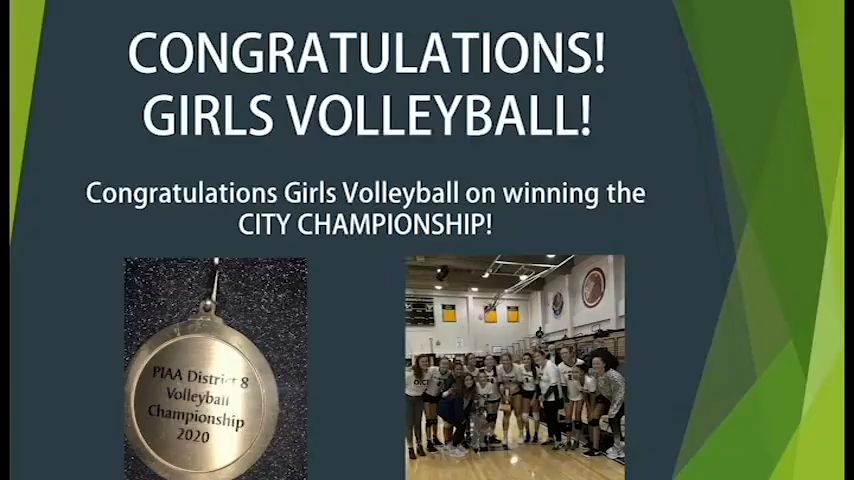 CONGRATULATIONS!
GIRLS VOLLEYBALL!
Congratulations Girls Volleyball on winning the
CITY CHAMPIONSHIP!
PIAA District 8
Volleyball
Championship
2020